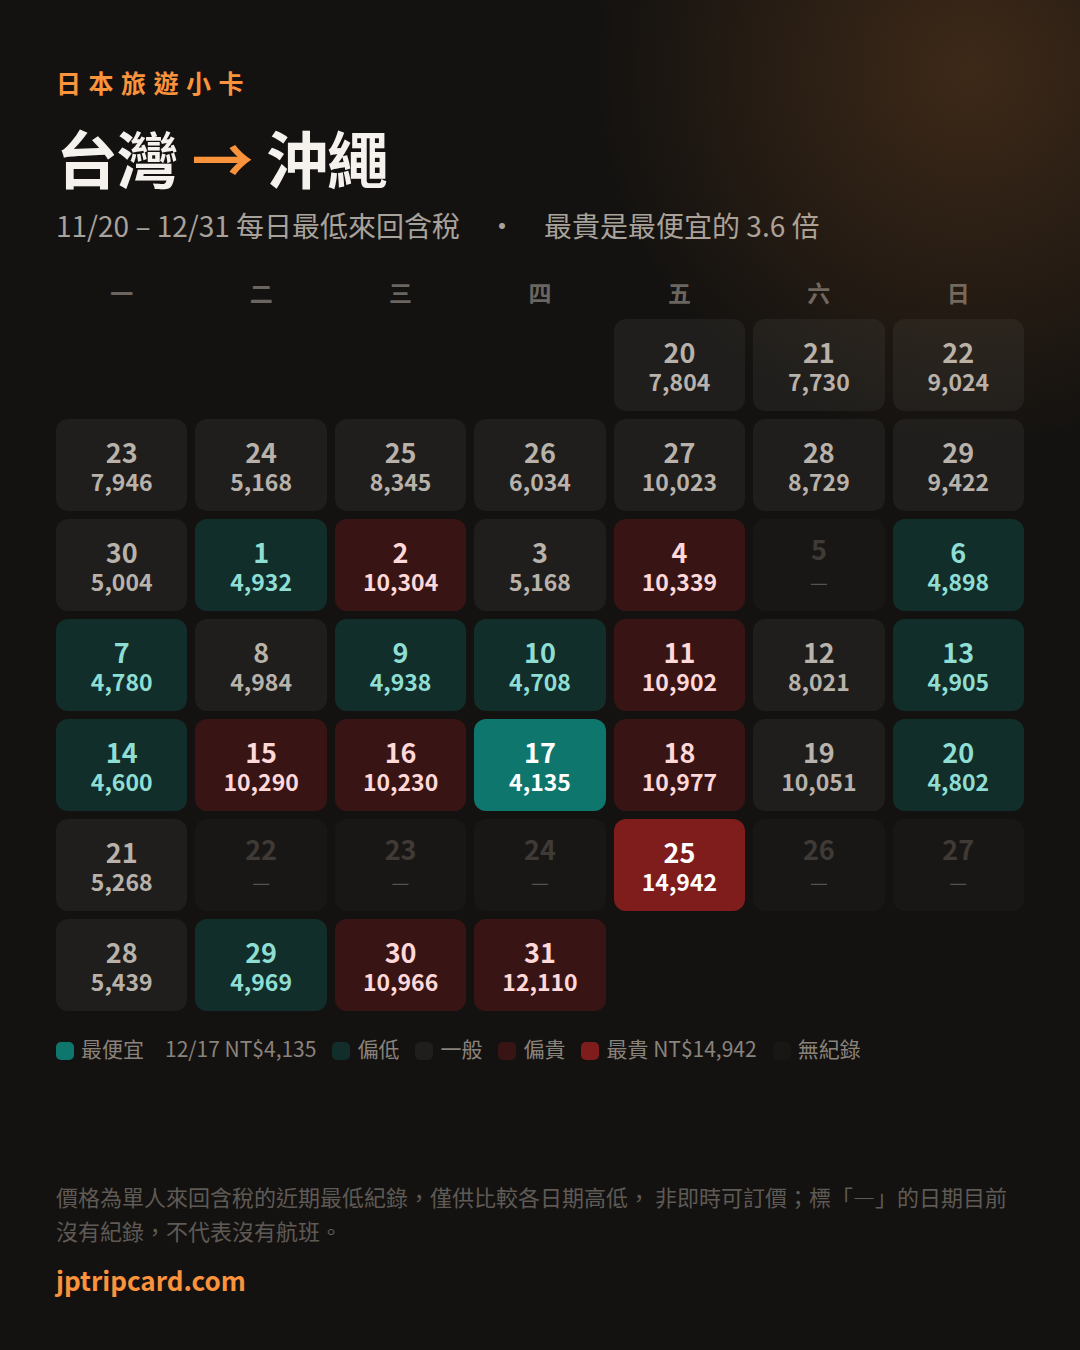 日本旅遊小卡
台灣 → 沖繩
11/20 – 12/31 每日最低來回含稅 ・ 最貴是最便宜的 3.6 倍
一 二 三 四 五 六 日
20 21 22
7,804 7,730 9,024
23 24 25 26 27 28 29
7,946 5,168 8,345 6,034 10,023 8,729 9,422
30 1 2 3 4 5 6
5,004 4,932 10,304 5,168 10,339 — 4,898
7 8 9 10 11 12 13
4,780 4,984 4,938 4,708 10,902 8,021 4,905
14 15 16 17 18 19 20
4,600 10,290 10,230 4,135 10,977 10,051 4,802
21 22 23 24 25 26 27
5,268 — — — 14,942 — —
28 29 30 31
5,439 4,969 10,966 12,110
最便宜 12/17 NT$4,135 偏低 一般 偏貴 最貴 NT$14,942 無紀錄
價格為單人來回含稅的近期最低紀錄，僅供比較各日期高低， 非即時可訂價；標「—」的日期目前
沒有紀錄，不代表沒有航班。
jptripcard.com